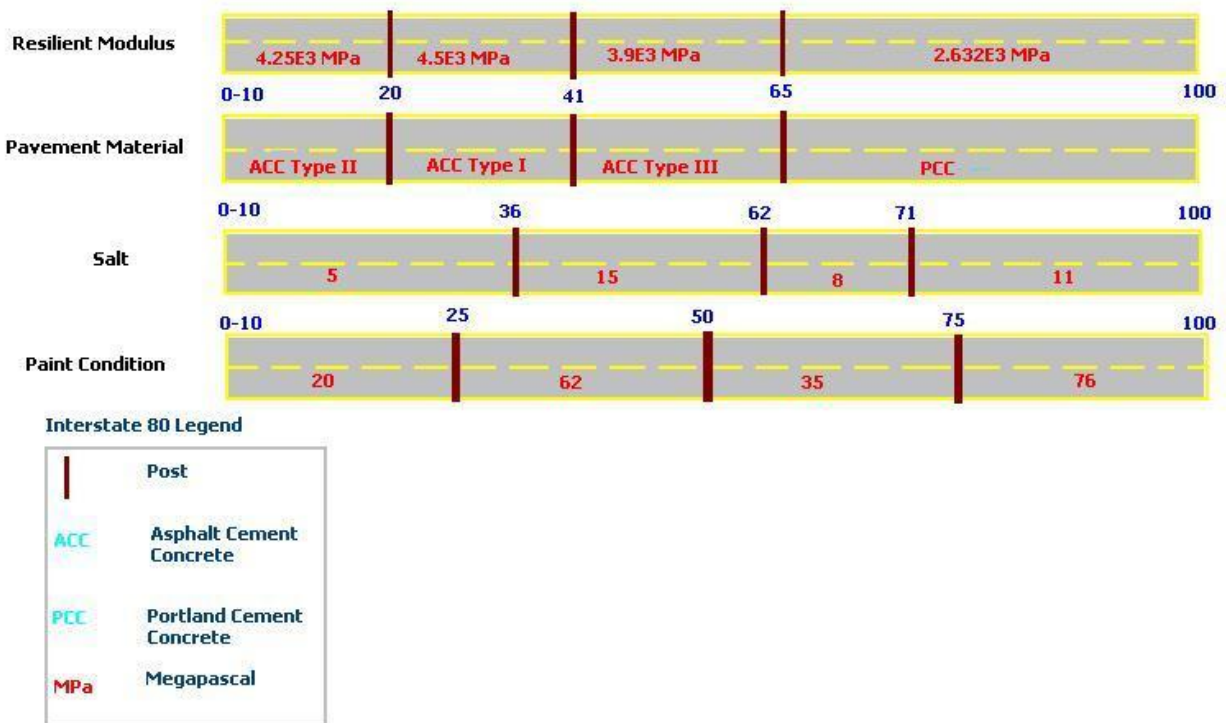 Resilient Modulus
4.25E3 MPa 4.5E3 MPa 3.9E3 MPa 2.632E3 MPa
0-10 20 41 65 100
Pavement Material
ACC Type II ACC Type I ACC Type III PCC
0-10 36 62 71 100
Salt
5 15 8 11
0-10 25 50 75 100
Paint Condition
20 62 35 76
Interstate 80 Legend
Post
ACC Asphalt Cement
Concrete
PCC Portland Cement
Concrete
MPa Megapascal